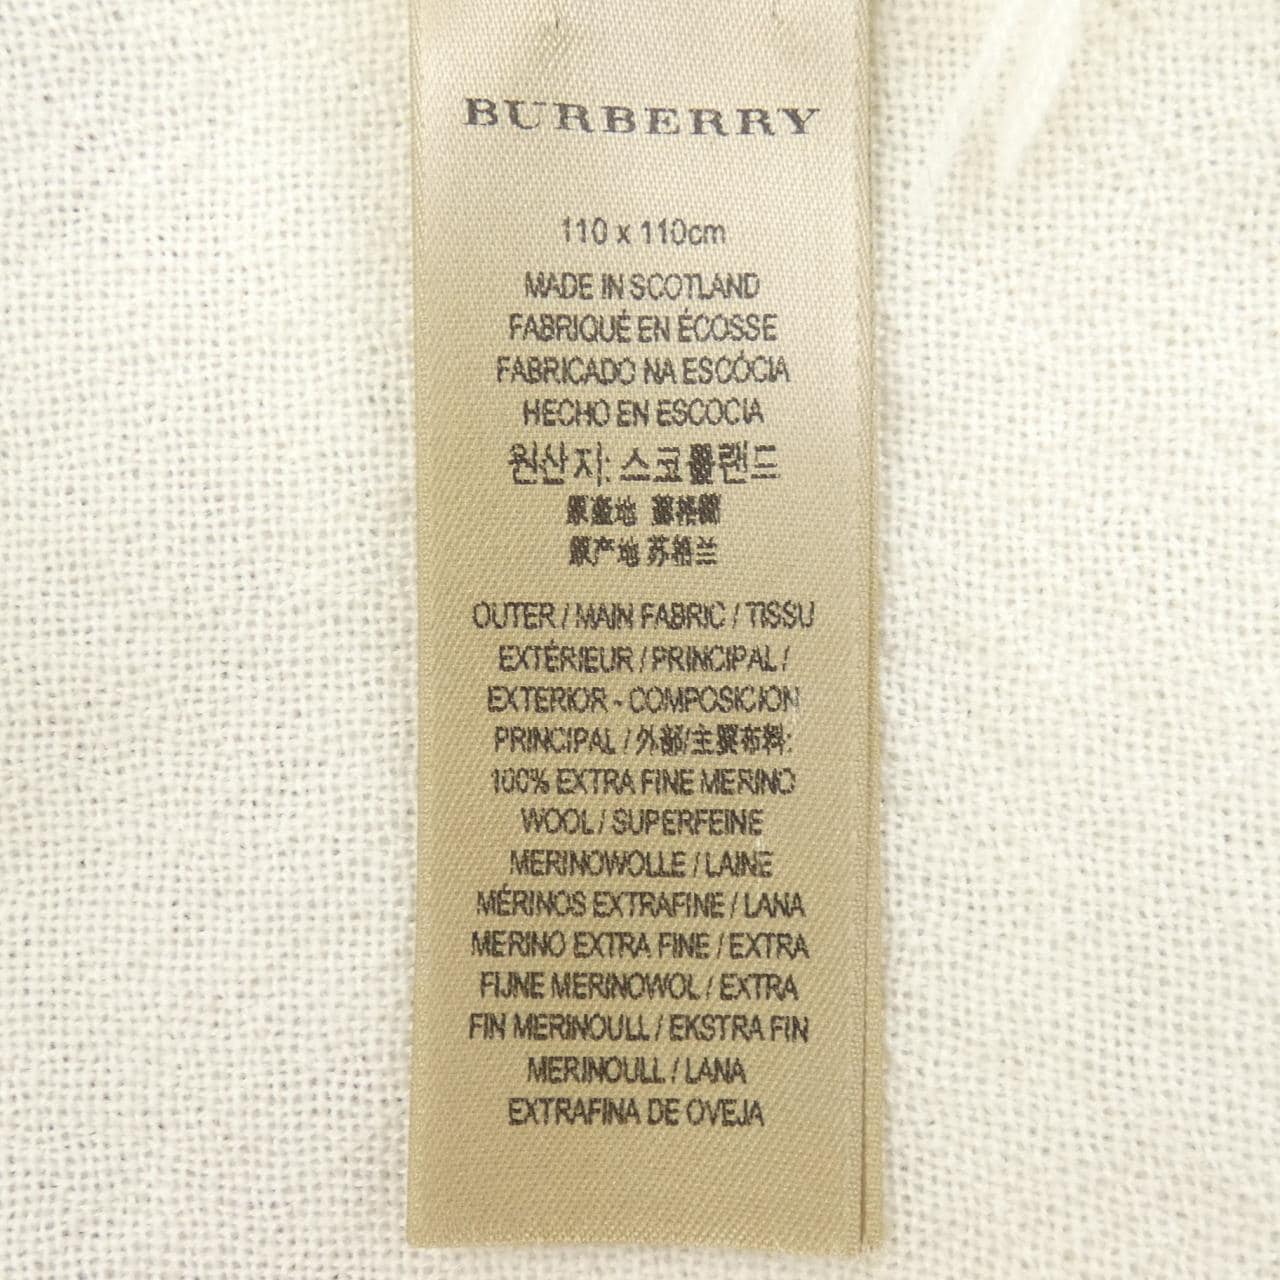 BURBERRY
110 x 110cm
MADE IN SCOTLAND
FABRIQUÉ EN ÉCOSSE
FABRICADO NA ESCÓCIA
HECHO EN ESCOCIA
원산지: 스코틀랜드
原產地 蘇格蘭
原产地 苏格兰
OUTER / MAIN FABRIC / TISSU
EXTÉRIEUR / PRINCIPAL /
EXTERIOR - COMPOSICION
PRINCIPAL / 外部/主要布料:
100% EXTRA FINE MERINO
WOOL / SUPERFEINE
MERINOWOLLE / LAINE
MÉRINOS EXTRAFINE / LANA
MERINO EXTRA FINE / EXTRA
FIJNE MERINOWOL / EXTRA
FIN MERINOULL / EKSTRA FIN
MERINOULL / LANA
EXTRAFINA DE OVEJA